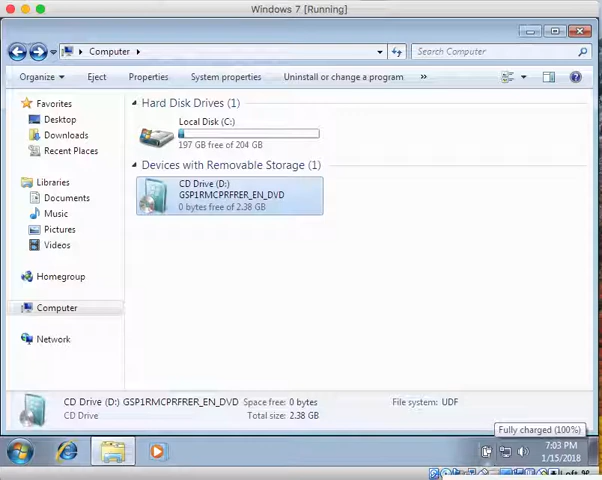 Windows 7 [Running]
Computer
Search Computer
Organize Eject Properties System properties Uninstall or change a program »
Favorites
Desktop
Downloads
Recent Places
Libraries
Documents
Music
Pictures
Videos
Homegroup
Computer
Network
Hard Disk Drives (1)
Local Disk (C:)
197 GB free of 204 GB
Devices with Removable Storage (1)
CD Drive (D:)
GSP1RMCPRFRER_EN_DVD
0 bytes free of 2.38 GB
CD Drive (D:) GSP1RMCPRFRER_EN_DVD Space free: 0 bytes File system: UDF
CD Drive Total size: 2.38 GB
Fully charged (100%)
7:03 PM
1/15/2018
Left ⌘